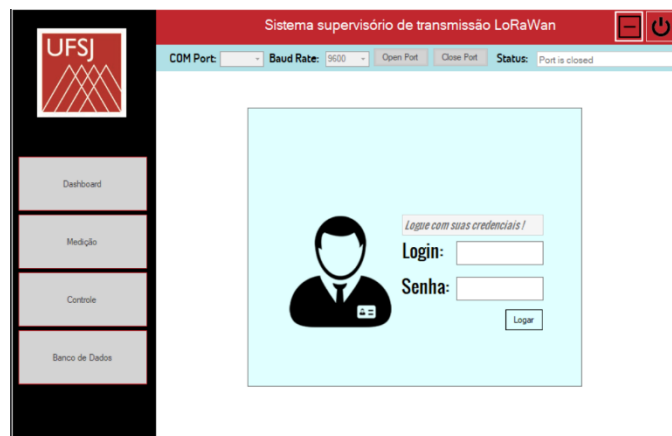 UFSJ
Sistema supervisório de transmissão LoRaWan
COM Port: Baud Rate: 9600 Open Port Close Port Status: Port is closed
Dashboard
Medição
Controle
Banco de Dados
Logue com suas credenciais !
Login:
Senha:
Logar